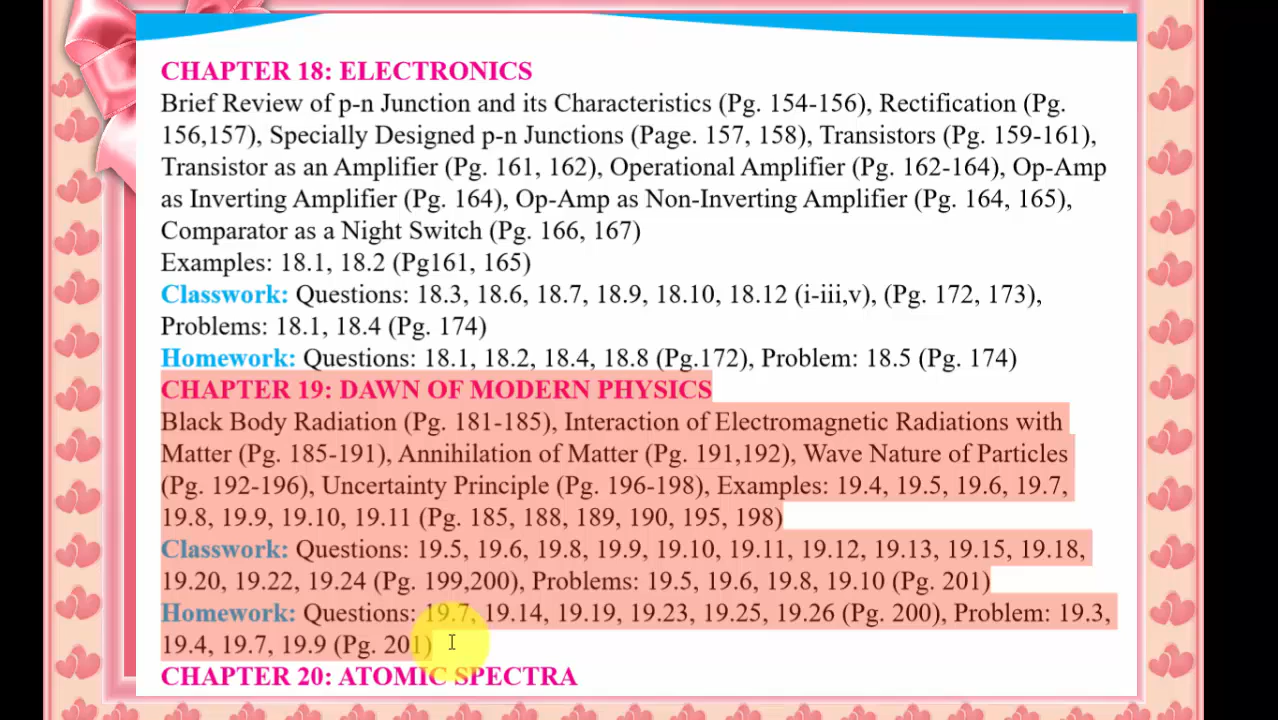 CHAPTER 18: ELECTRONICS
Brief Review of p-n Junction and its Characteristics (Pg. 154-156), Rectification (Pg.
156,157), Specially Designed p-n Junctions (Page. 157, 158), Transistors (Pg. 159-161),
Transistor as an Amplifier (Pg. 161, 162), Operational Amplifier (Pg. 162-164), Op-Amp
as Inverting Amplifier (Pg. 164), Op-Amp as Non-Inverting Amplifier (Pg. 164, 165),
Comparator as a Night Switch (Pg. 166, 167)
Examples: 18.1, 18.2 (Pg161, 165)
Classwork: Questions: 18.3, 18.6, 18.7, 18.9, 18.10, 18.12 (i-iii,v), (Pg. 172, 173),
Problems: 18.1, 18.4 (Pg. 174)
Homework: Questions: 18.1, 18.2, 18.4, 18.8 (Pg.172), Problem: 18.5 (Pg. 174)
CHAPTER 19: DAWN OF MODERN PHYSICS
Black Body Radiation (Pg. 181-185), Interaction of Electromagnetic Radiations with
Matter (Pg. 185-191), Annihilation of Matter (Pg. 191,192), Wave Nature of Particles
(Pg. 192-196), Uncertainty Principle (Pg. 196-198), Examples: 19.4, 19.5, 19.6, 19.7,
19.8, 19.9, 19.10, 19.11 (Pg. 185, 188, 189, 190, 195, 198)
Classwork: Questions: 19.5, 19.6, 19.8, 19.9, 19.10, 19.11, 19.12, 19.13, 19.15, 19.18,
19.20, 19.22, 19.24 (Pg. 199,200), Problems: 19.5, 19.6, 19.8, 19.10 (Pg. 201)
Homework: Questions: 19.7, 19.14, 19.19, 19.23, 19.25, 19.26 (Pg. 200), Problem: 19.3,
19.4, 19.7, 19.9 (Pg. 201)
CHAPTER 20: ATOMIC SPECTRA